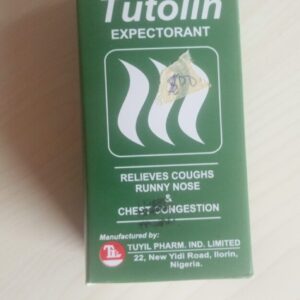 Tutolin
EXPECTORANT
RELIEVES COUGHS
RUNNY NOSE
&
CHEST CONGESTION
Manufactured by:
TUYIL PHARM. IND. LIMITED
22, New Yidi Road, Ilorin,
Nigeria.